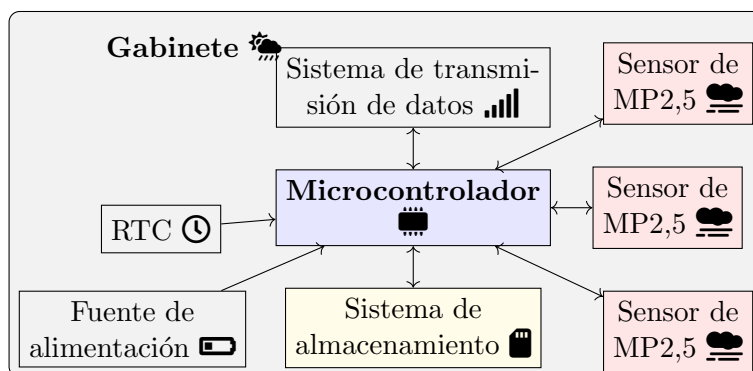 Gabinete
Sistema de transmi-
sión de datos
Sensor de
MP2,5
Microcontrolador
Sensor de
MP2,5
RTC
Fuente de
alimentación
Sistema de
almacenamiento
Sensor de
MP2,5